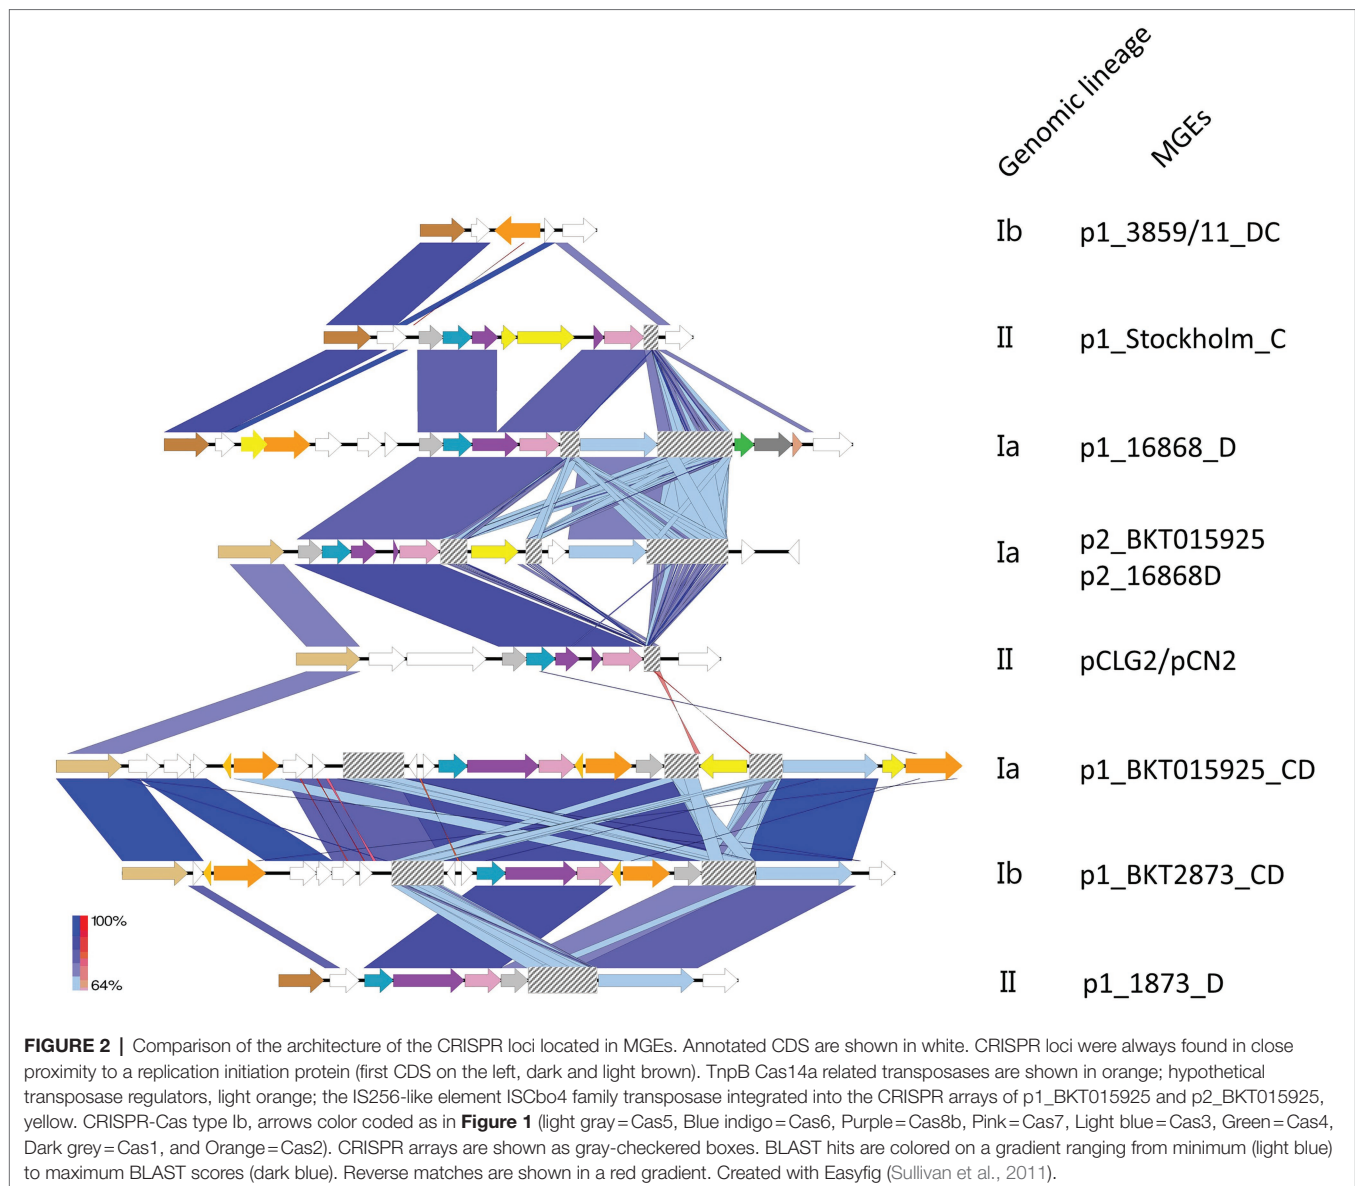 Genomic lineage
MGEs
Ib p1_3859/11_DC
II p1_Stockholm_C
Ia p1_16868_D
Ia p2_BKT015925
p2_16868D
II pCLG2/pCN2
Ia p1_BKT015925_CD
Ib p1_BKT2873_CD
II p1_1873_D
100%
64%
FIGURE 2 | Comparison of the architecture of the CRISPR loci located in MGEs. Annotated CDS are shown in white. CRISPR loci were always found in close
proximity to a replication initiation protein (first CDS on the left, dark and light brown). TnpB Cas14a related transposases are shown in orange; hypothetical
transposase regulators, light orange; the IS256-like element ISCbo4 family transposase integrated into the CRISPR arrays of p1_BKT015925 and p2_BKT015925,
yellow. CRISPR-Cas type Ib, arrows color coded as in Figure 1 (light gray=Cas5, Blue indigo=Cas6, Purple=Cas8b, Pink=Cas7, Light blue=Cas3, Green=Cas4,
Dark grey=Cas1, and Orange=Cas2). CRISPR arrays are shown as gray-checkered boxes. BLAST hits are colored on a gradient ranging from minimum (light blue)
to maximum BLAST scores (dark blue). Reverse matches are shown in a red gradient. Created with Easyfig (Sullivan et al., 2011).